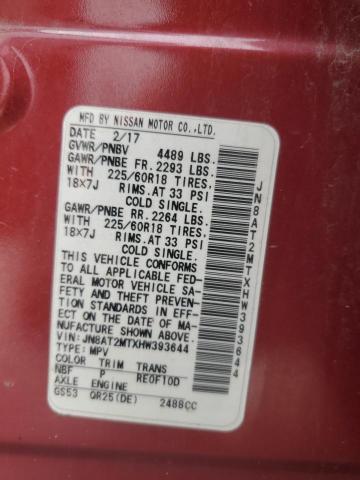 MFD BY NISSAN MOTOR CO.,LTD.
DATE 2/17
GVWR/PNBV 4489 LBS.
GAWR/PNBE FR. 2293 LBS.
WITH 225/60R18 TIRES,
18X7J RIMS.AT 33 PSI
COLD SINGLE.
GAWR/PNBE RR. 2264 LBS.
WITH 225/60R18 TIRES,
18X7J RIMS.AT 33 PSI
COLD SINGLE.
THIS VEHICLE CONFORMS
TO ALL APPLICABLE FED-
ERAL MOTOR VEHICLE SA-
FETY AND THEFT PREVEN-
TION STANDARDS IN EFF-
ECT ON THE DATE OF MA-
NUFACTURE SHOWN ABOVE.
VIN: JN8AT2MTXHW393644
TYPE: MPV
COLOR TRIM TRANS
NBF P RE0F10D
AXLE ENGINE
GS53 QR25(DE) 2488CC
JN8AT2MTXHW393644